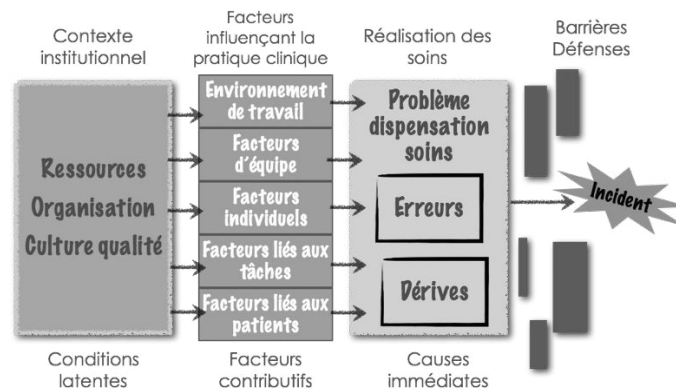 Contexte
institutionnel
Facteurs
influençant la
pratique clinique
Réalisation des
soins
Barrières
Défenses
Ressources
Organisation
Culture qualité
Environnement
de travail
Facteurs
d'équipe
Facteurs
individuels
Facteurs liés aux
tâches
Facteurs liés aux
patients
Problème
dispensation
soins
Erreurs
Dérives
Incident
Conditions
latentes
Facteurs
contributifs
Causes
immédiates